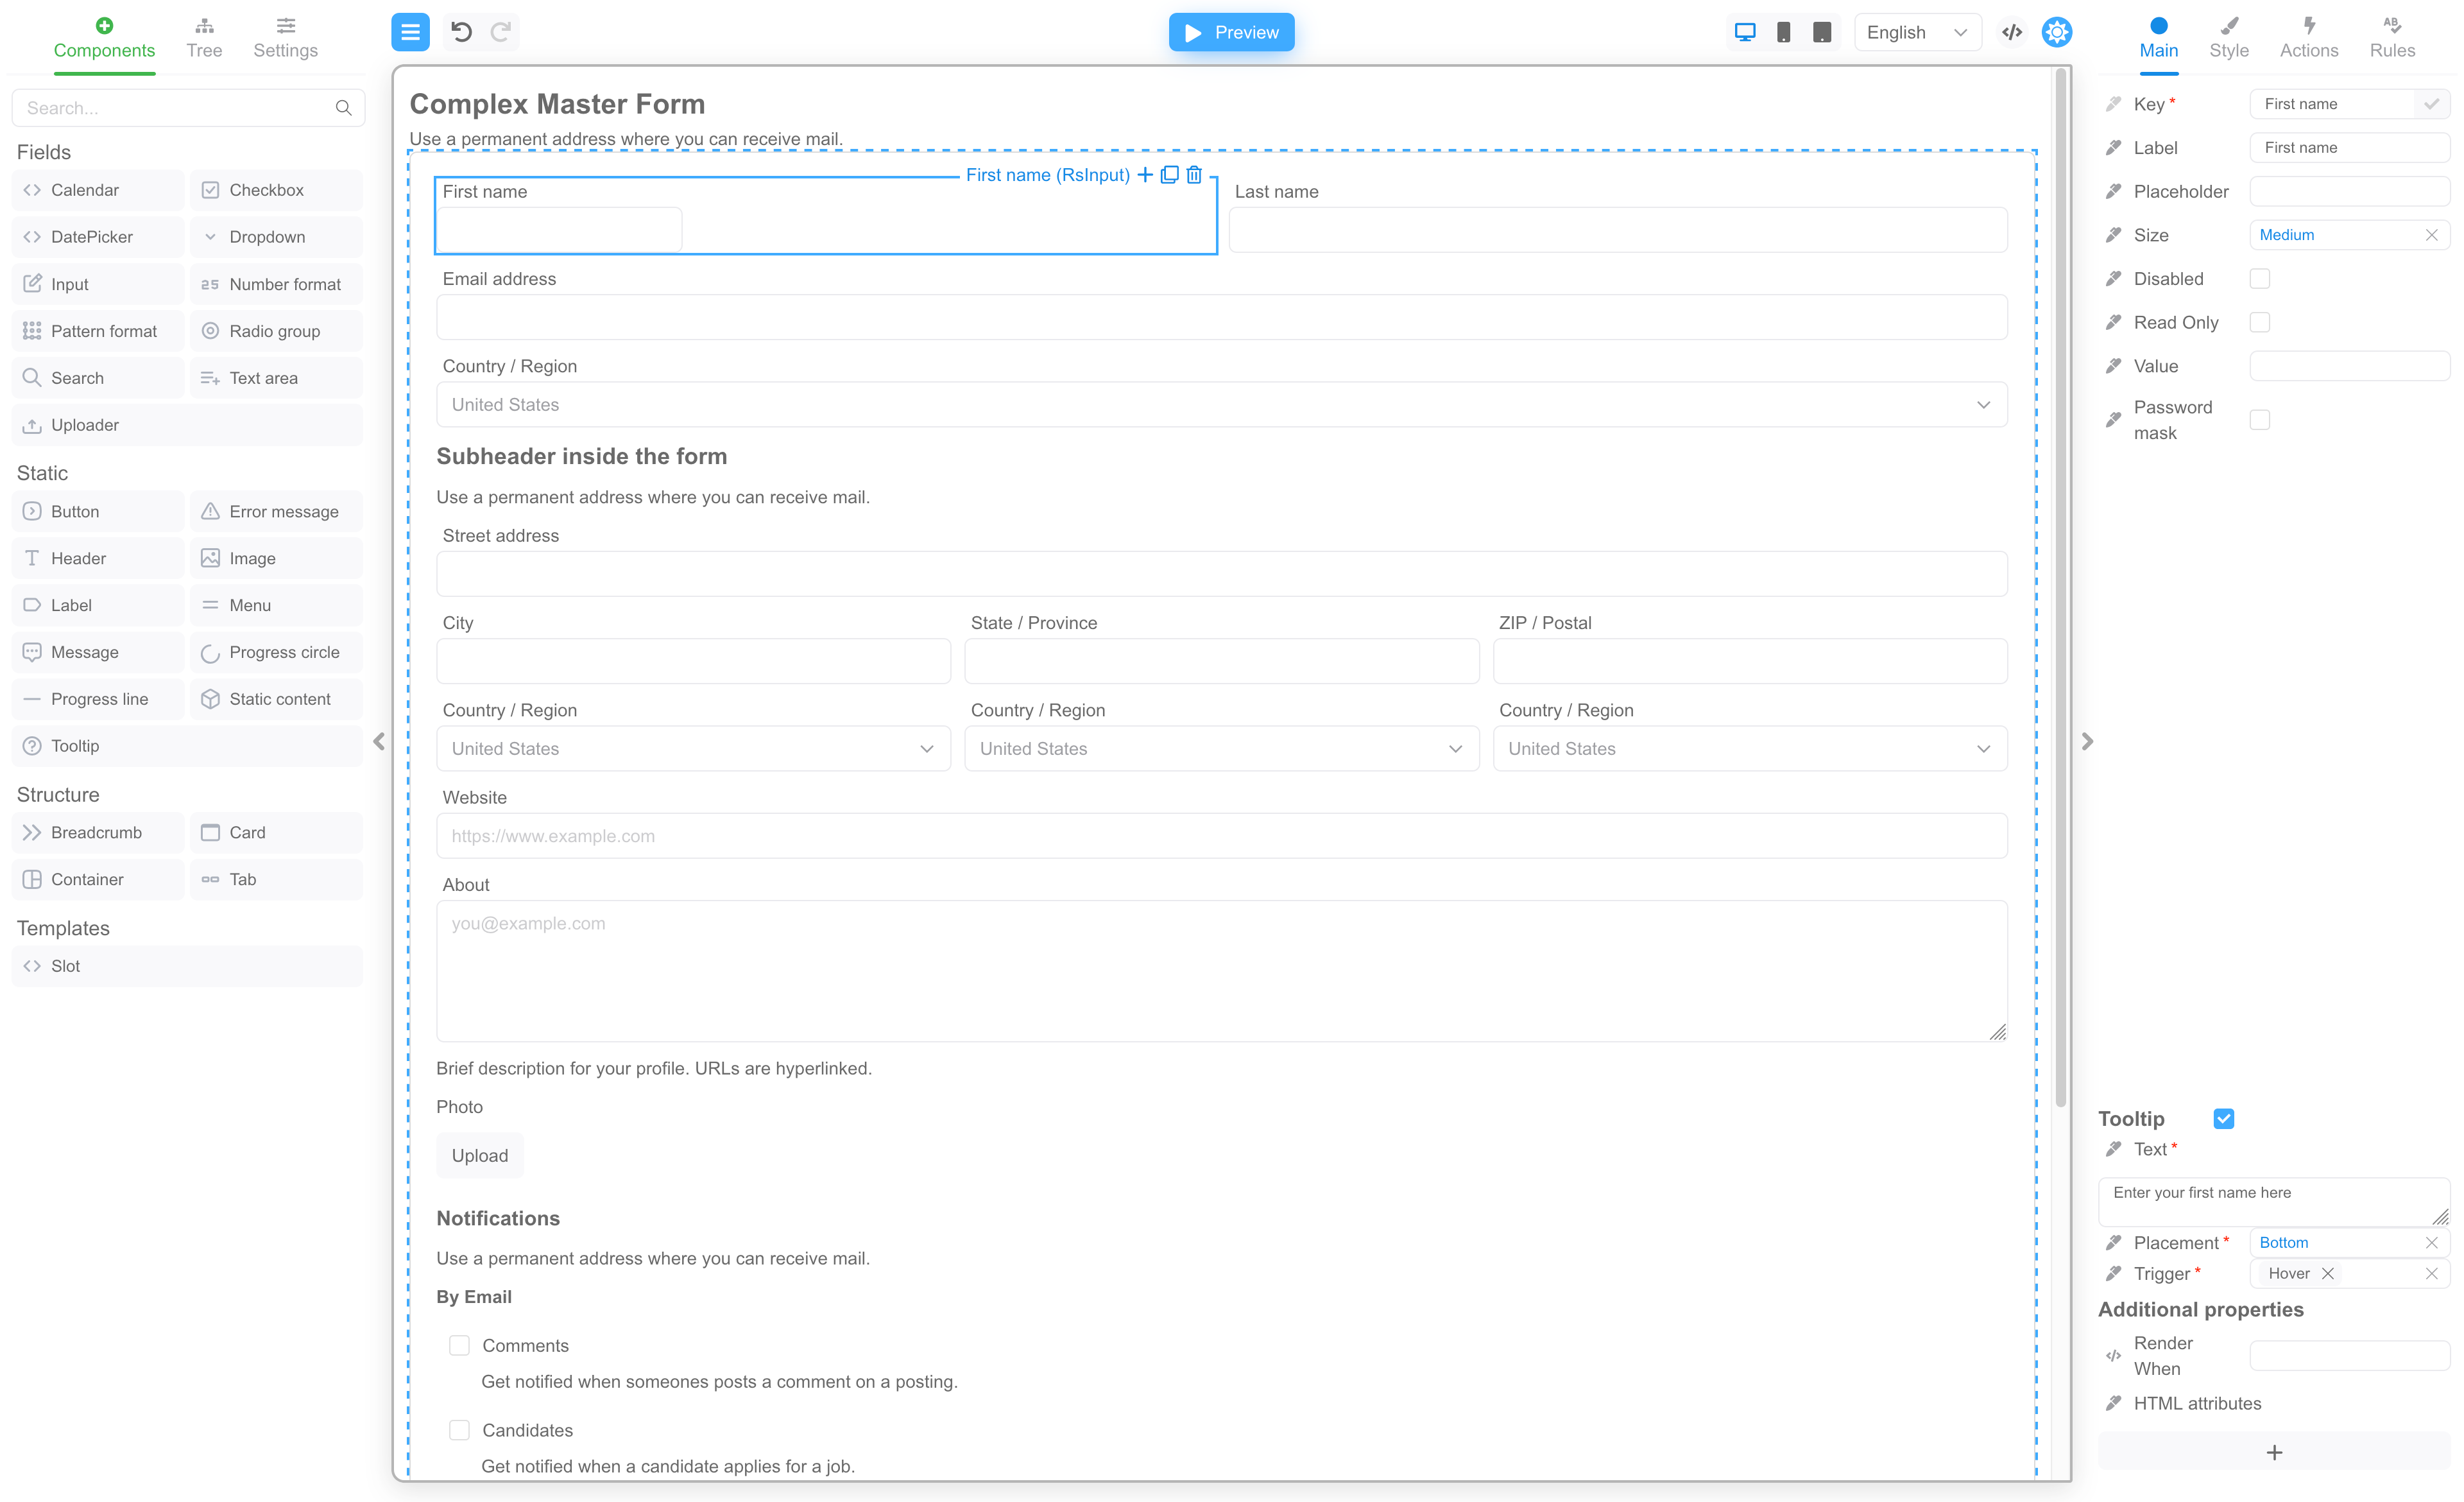 Components
Tree
Settings
Preview
English
Main
Style
Actions
Rules
Search...
Fields
Calendar
Checkbox
DatePicker
Dropdown
Input
25 Number format
Pattern format
Radio group
Search
Text area
Uploader
Static
Button
Error message
Header
Image
Label
Menu
Message
Progress circle
Progress line
Static content
Tooltip
Structure
Breadcrumb
Card
Container
Tab
Templates
Slot
Complex Master Form
Use a permanent address where you can receive mail.
First name (RsInput)
First name
Last name
Email address
Country / Region
United States
Subheader inside the form
Use a permanent address where you can receive mail.
Street address
City
State / Province
ZIP / Postal
Country / Region
Country / Region
Country / Region
United States
United States
United States
Website
https://www.example.com
About
you@example.com
Brief description for your profile. URLs are hyperlinked.
Photo
Upload
Notifications
Use a permanent address where you can receive mail.
By Email
Comments
Get notified when someones posts a comment on a posting.
Candidates
Get notified when a candidate applies for a job.
Key *
First name
Label
First name
Placeholder
Size
Medium
Disabled
Read Only
Value
Password
mask
Tooltip
Text *
Enter your first name here
Placement *
Bottom
Trigger *
Hover
Additional properties
Render
When
HTML attributes